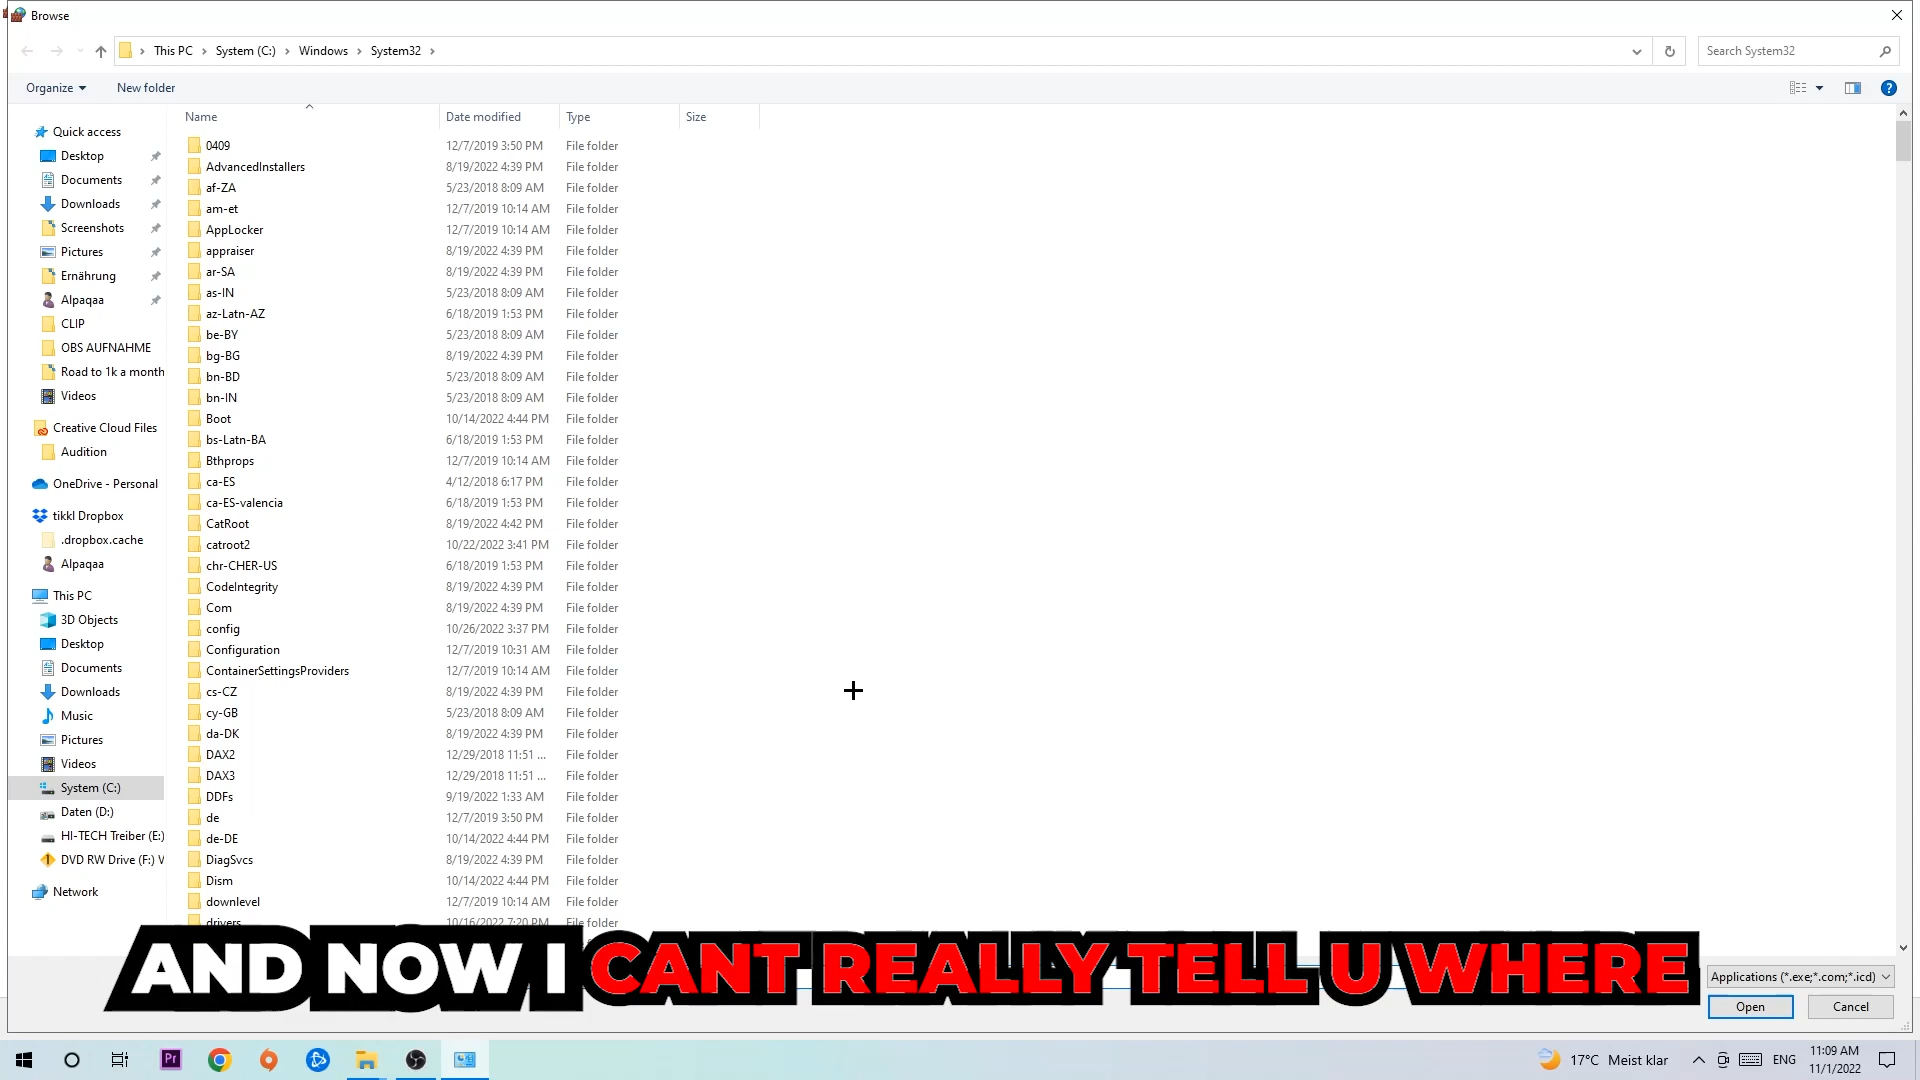 Browse
This PC > System (C:) > Windows > System32 >
Search System32
Organize
New folder
Name
Date modified
Type
Size
Quick access
Desktop
Documents
Downloads
Screenshots
Pictures
Ernährung
Alpaqaa
CLIP
OBS AUFNAHME
Road to 1k a month
Videos
Creative Cloud Files
Audition
OneDrive - Personal
tikkl Dropbox
.dropbox.cache
Alpaqaa
This PC
3D Objects
Desktop
Documents
Downloads
Music
Pictures
Videos
System (C:)
Daten (D:)
HI-TECH Treiber (E:)
DVD RW Drive (F:) V
Network
0409 12/7/2019 3:50 PM File folder
AdvancedInstallers 8/19/2022 4:39 PM File folder
af-ZA 5/23/2018 8:09 AM File folder
am-et 12/7/2019 10:14 AM File folder
AppLocker 12/7/2019 10:14 AM File folder
appraiser 8/19/2022 4:39 PM File folder
ar-SA 8/19/2022 4:39 PM File folder
as-IN 5/23/2018 8:09 AM File folder
az-Latn-AZ 6/18/2019 1:53 PM File folder
be-BY 5/23/2018 8:09 AM File folder
bg-BG 8/19/2022 4:39 PM File folder
bn-BD 5/23/2018 8:09 AM File folder
bn-IN 5/23/2018 8:09 AM File folder
Boot 10/14/2022 4:44 PM File folder
bs-Latn-BA 6/18/2019 1:53 PM File folder
Bthprops 12/7/2019 10:14 AM File folder
ca-ES 4/12/2018 6:17 PM File folder
ca-ES-valencia 6/18/2019 1:53 PM File folder
CatRoot 8/19/2022 4:42 PM File folder
catroot2 10/22/2022 3:41 PM File folder
chr-CHER-US 6/18/2019 1:53 PM File folder
CodeIntegrity 8/19/2022 4:39 PM File folder
Com 8/19/2022 4:39 PM File folder
config 10/26/2022 3:37 PM File folder
Configuration 12/7/2019 10:31 AM File folder
ContainerSettingsProviders 12/7/2019 10:14 AM File folder
cs-CZ 8/19/2022 4:39 PM File folder
cy-GB 5/23/2018 8:09 AM File folder
da-DK 8/19/2022 4:39 PM File folder
DAX2 12/29/2018 11:51 ... File folder
DAX3 12/29/2018 11:51 ... File folder
DDFs 9/19/2022 1:33 AM File folder
de 12/7/2019 3:50 PM File folder
de-DE 10/14/2022 4:44 PM File folder
DiagSvcs 8/19/2022 4:39 PM File folder
Dism 10/14/2022 4:44 PM File folder
downlevel 12/7/2019 10:14 AM File folder
drivers 10/16/2022 7:20 PM File folder
AND NOW I CANT REALLY TELL U WHERE
Applications (*.exe;*.com;*.icd)
Open
Cancel
Pr
17°C Meist klar
ENG
11:09 AM
11/1/2022